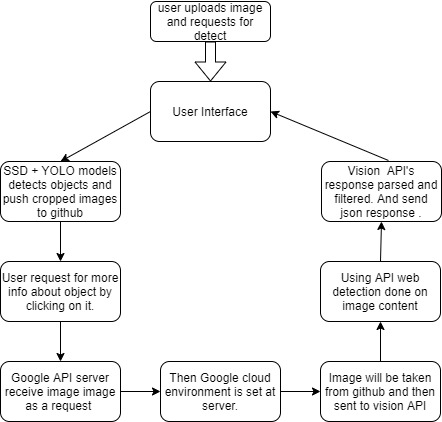 user uploads image
and requests for
detect
User Interface
SSD + YOLO models
detects objects and
push cropped images
to github
Vision API's
response parsed and
filtered. And send
json response .
User request for more
info about object by
clicking on it.
Using API web
detection done on
image content
Google API server
receive image image
as a request
Then Google cloud
environment is set at
server.
Image will be taken
from github and then
sent to vision API